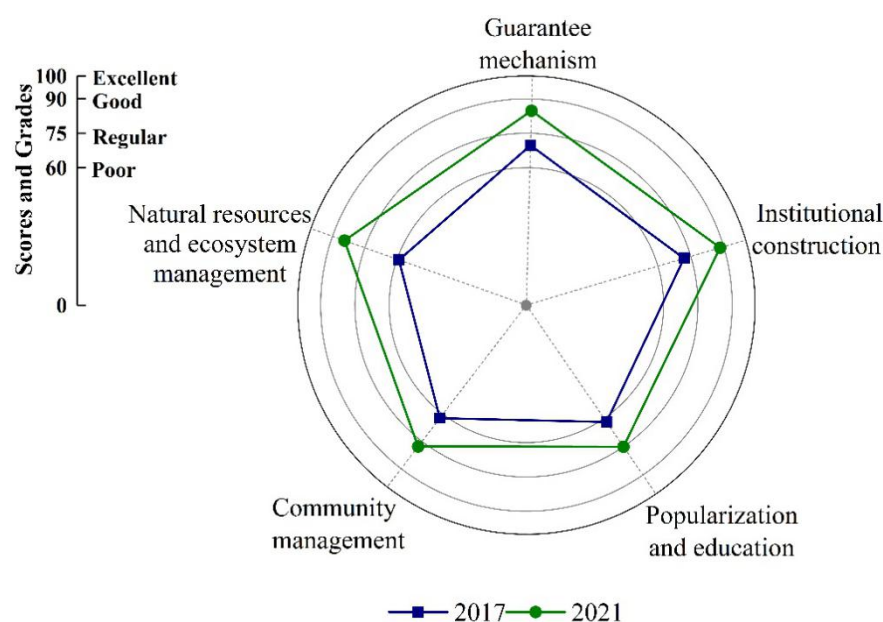 Guarantee
mechanism
100 Excellent
90 Good
75 Regular
60 Poor
0
Scores and Grades
Natural resources
and ecosystem
management
Institutional
construction
Community
management
Popularization
and education
2017 2021